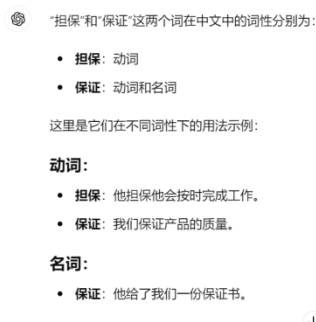 “担保”和“保证”这两个词在中文中的词性分别为：
• 担保：动词
• 保证：动词和名词
这里是它们在不同词性下的用法示例：
动词：
• 担保：他担保他会按时完成工作。
• 保证：我们保证产品的质量。
名词：
• 保证：他给了我们一份保证书。